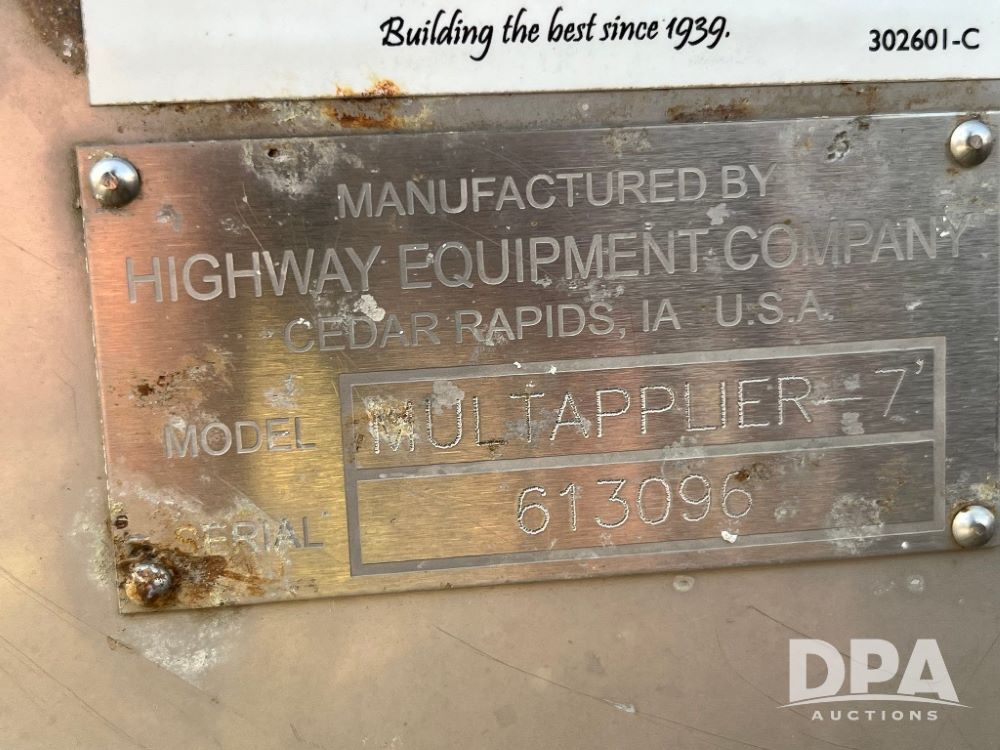 Building the best since 1939.
302601-C
MANUFACTURED BY
HIGHWAY EQUIPMENT COMPANY
CEDAR RAPIDS, IA U.S.A.
MODEL MULTAPPLIER-7'
SERIAL 613096
DPA
AUCTIONS